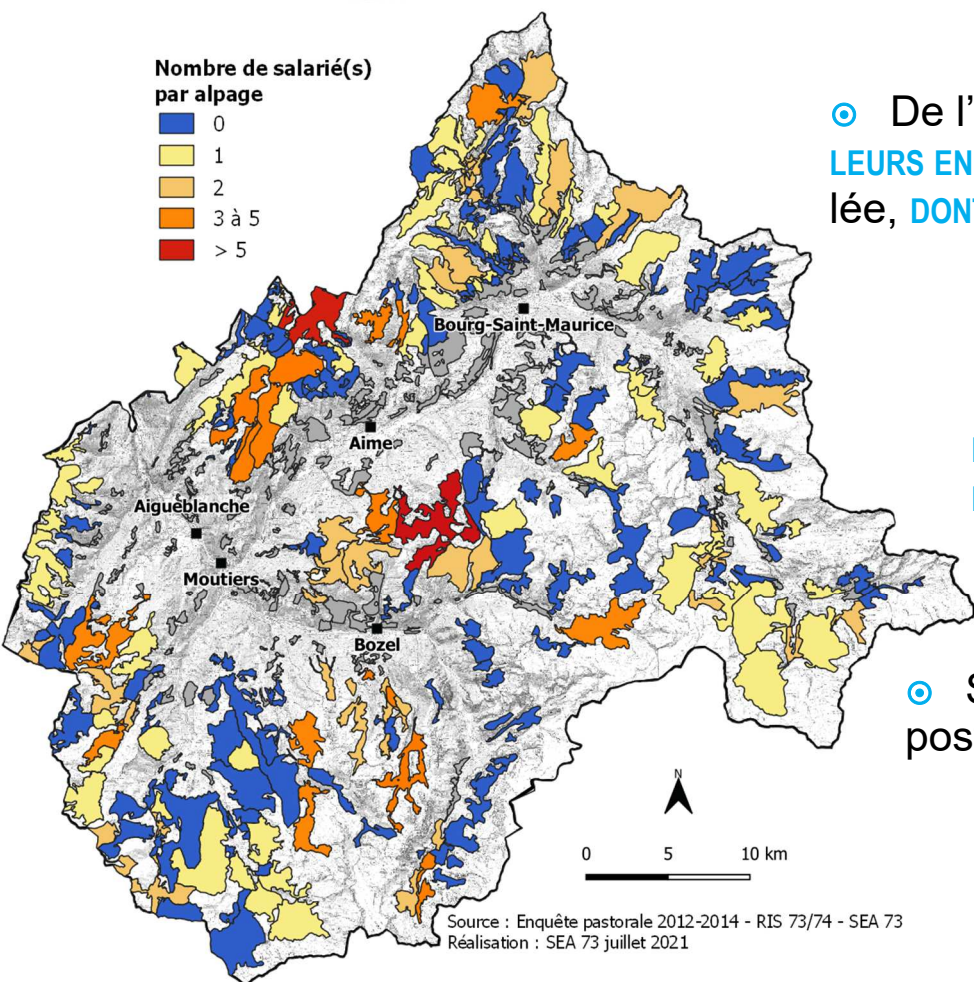 Nombre de salarié(s)
par alpage
0
1
2
3 à 5
> 5
De l'
LEURS EN
lée, DONT
Bourg-Saint-Maurice
Aime
Aigueblanche
Moutiers
Bozel
S
pos
N
0 5 10 km
Source : Enquête pastorale 2012-2014 - RIS 73/74 - SEA 73
Réalisation : SEA 73 juillet 2021